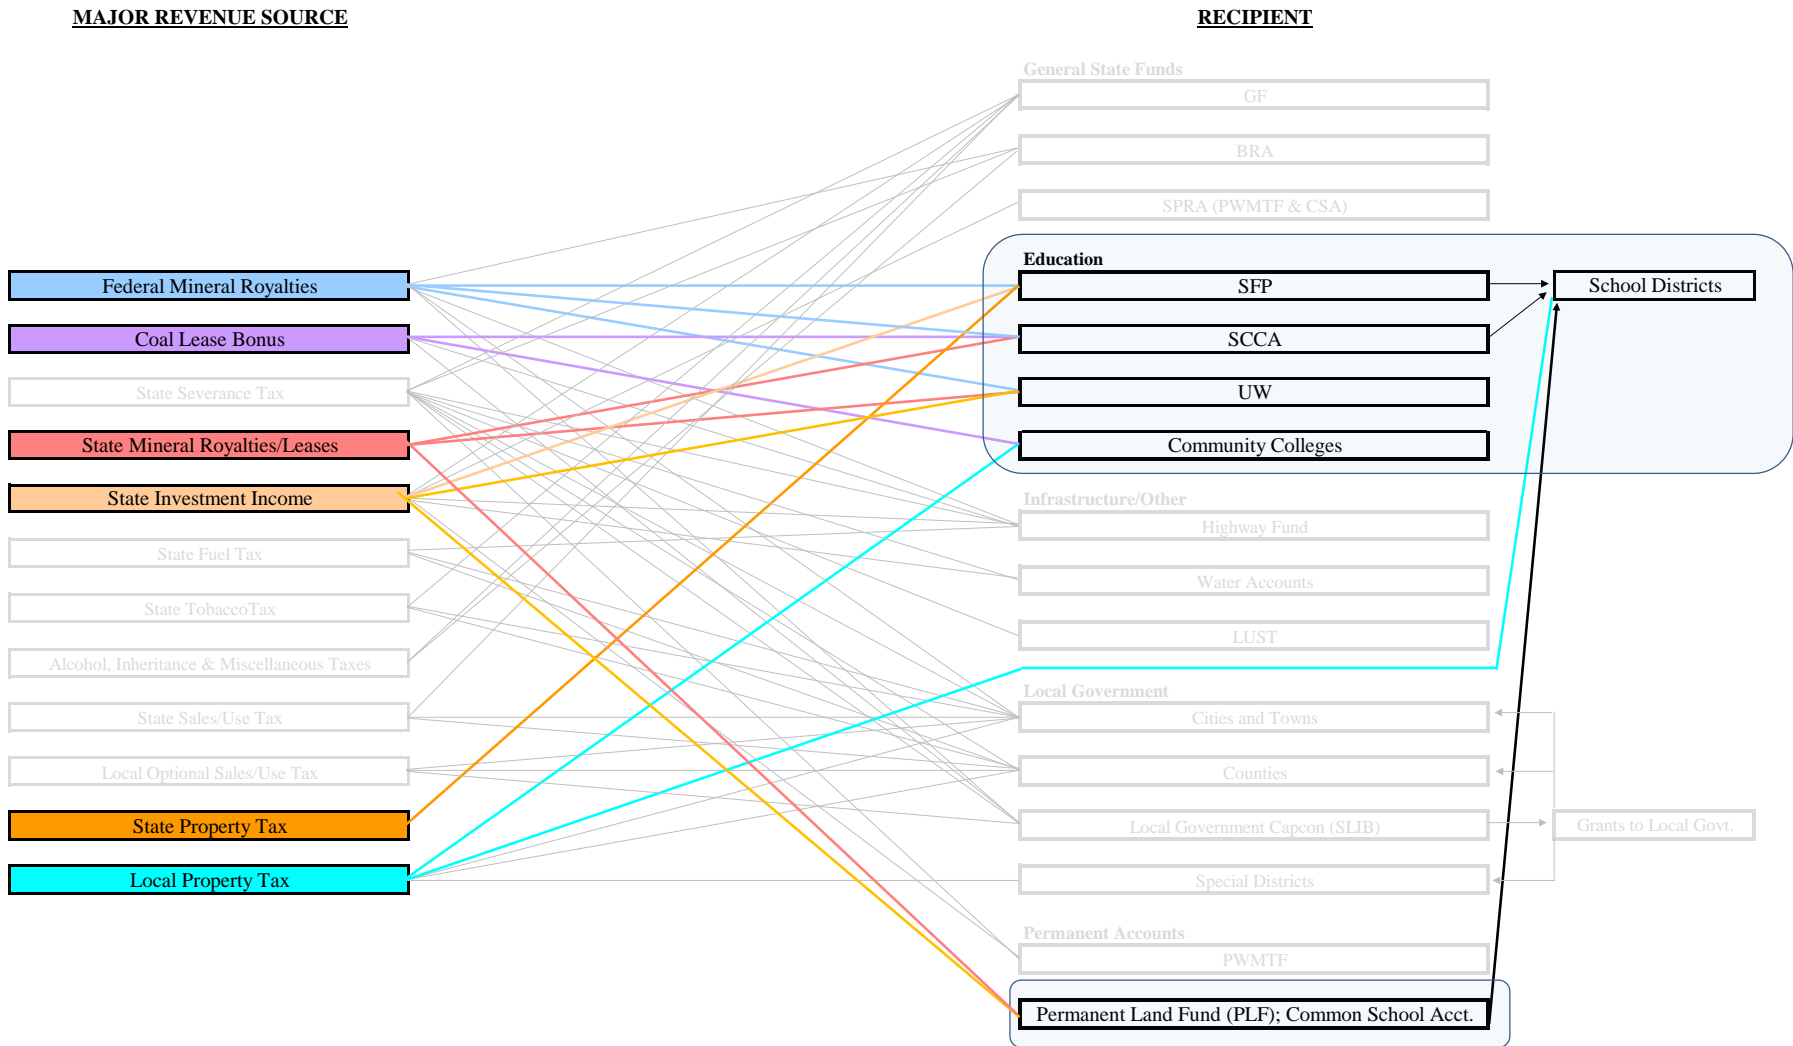 MAJOR REVENUE SOURCE
RECIPIENT
General State Funds
GF
BRA
SPRA (PWMTF & CSA)
Education
Federal Mineral Royalties
SFP
School Districts
Coal Lease Bonus
SCCA
State Severance Tax
UW
State Mineral Royalties/Leases
Community Colleges
State Investment Income
Infrastructure/Other
Highway Fund
State Fuel Tax
Water Accounts
State TobaccoTax
LUST
Alcohol, Inheritance & Miscellaneous Taxes
Local Government
State Sales/Use Tax
Cities and Towns
Local Optional Sales/Use Tax
Counties
State Property Tax
Local Government Capcon (SLIB)
Grants to Local Govt.
Local Property Tax
Special Districts
Permanent Accounts
PWMTF
Permanent Land Fund (PLF); Common School Acct.